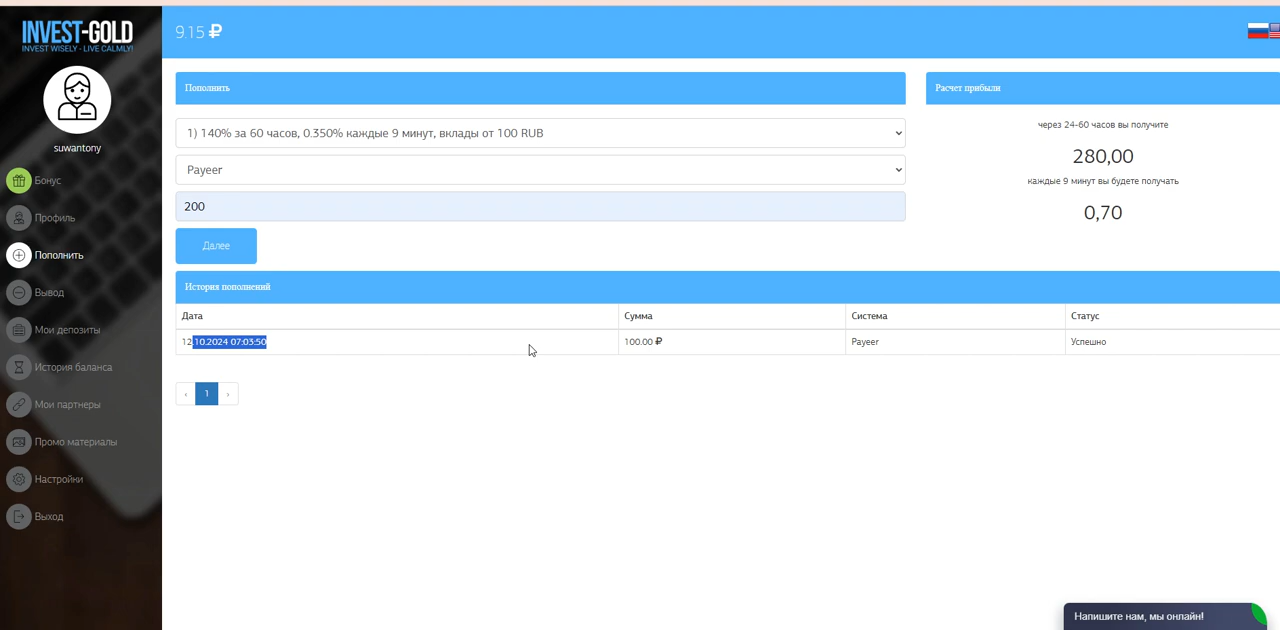 INVEST-GOLD
INVEST WISELY - LIVE CALMLY!
suwantony
Бонус
Профиль
Пополнить
Вывод
Мои депозиты
История баланса
Мои партнеры
Промо материалы
Настройки
Выход
9.15 ₽
Пополнить
1) 140% за 60 часов, 0.350% каждые 9 минут, вклады от 100 RUB
Payeer
200
Далее
Расчет прибыли
через 24-60 часов вы получите
280,00
каждые 9 минут вы будете получать
0,70
История пополнений
Дата Сумма Система Статус
12.10.2024 07:03:50 100.00 ₽ Payeer Успешно
‹ 1 ›
Напишите нам, мы онлайн!